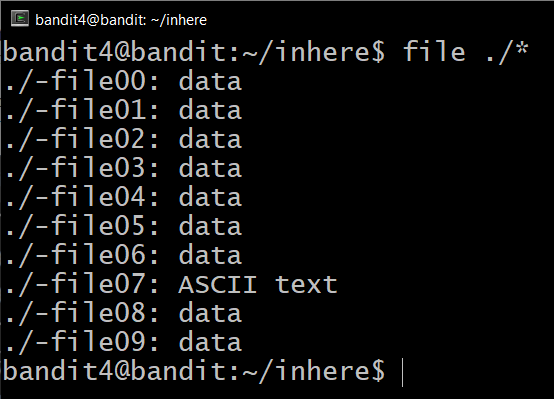 bandit4@bandit: ~/inhere
bandit4@bandit:~/inhere$ file ./*
./-file00: data
./-file01: data
./-file02: data
./-file03: data
./-file04: data
./-file05: data
./-file06: data
./-file07: ASCII text
./-file08: data
./-file09: data
bandit4@bandit:~/inhere$